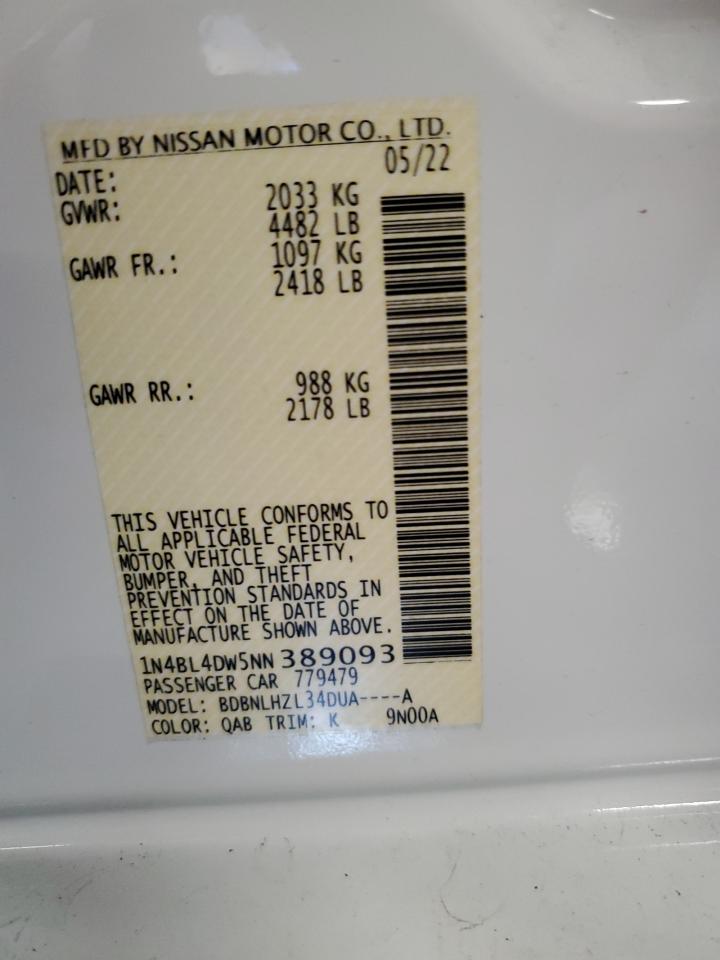 MFD BY NISSAN MOTOR CO., LTD.
DATE: 05/22
GVWR: 2033 KG
4482 LB
GAWR FR.: 1097 KG
2418 LB
GAWR RR.: 988 KG
2178 LB
THIS VEHICLE CONFORMS TO
ALL APPLICABLE FEDERAL
MOTOR VEHICLE SAFETY,
BUMPER, AND THEFT
PREVENTION STANDARDS IN
EFFECT ON THE DATE OF
MANUFACTURE SHOWN ABOVE.
1N4BL4DW5NN389093
PASSENGER CAR 779479
MODEL: BDBNLHZL34DUA----A
COLOR: QAB TRIM: K 9N00A